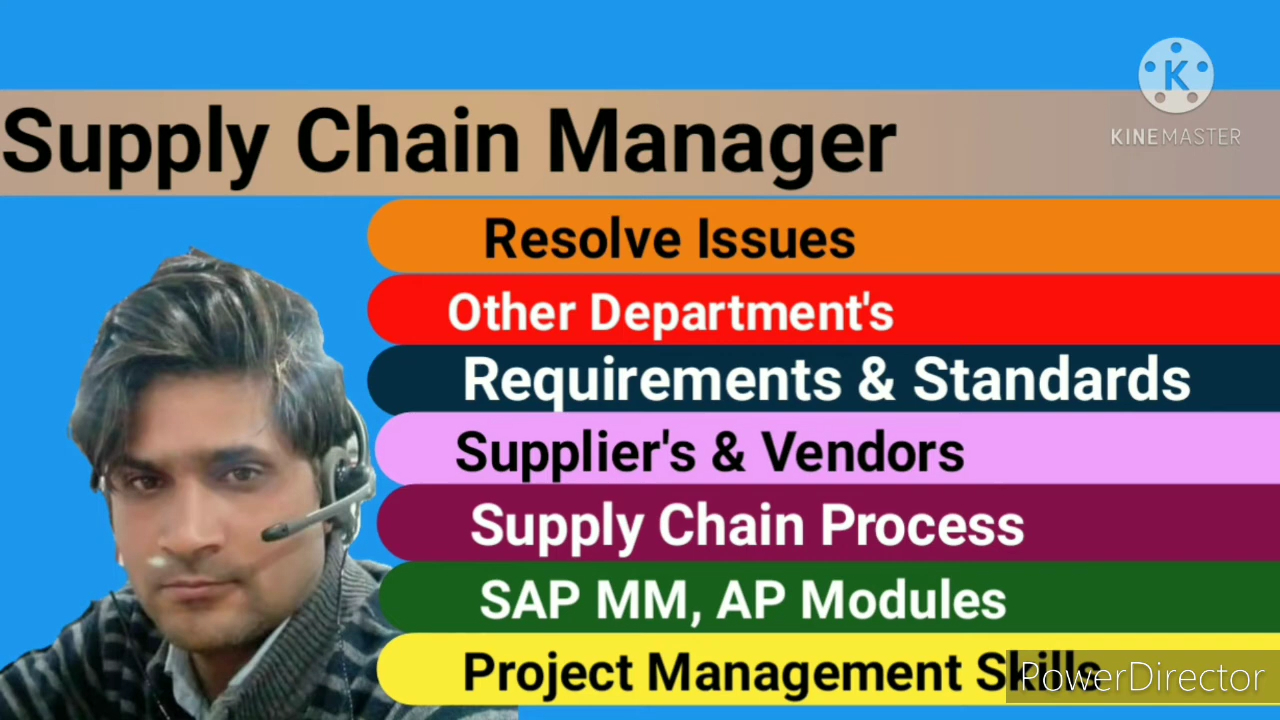 K
KINEMASTER
Supply Chain Manager
Resolve Issues
Other Department's
Requirements & Standards
Supplier's & Vendors
Supply Chain Process
SAP MM, AP Modules
Project Management Skills
PowerDirector